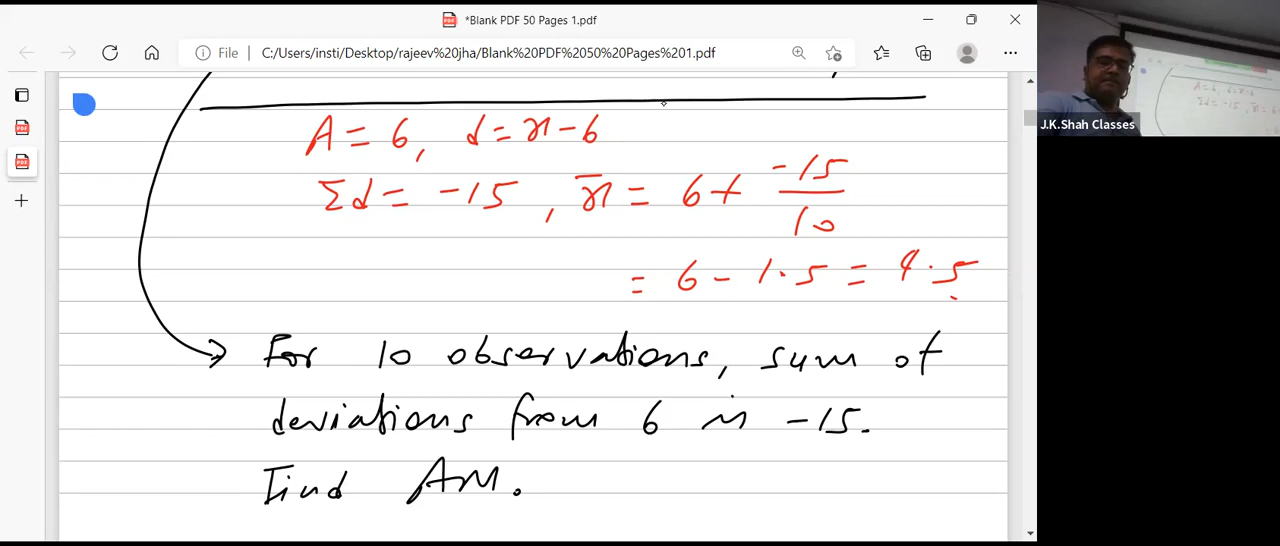 *Blank PDF 50 Pages 1.pdf
File
C:/Users/insti/Desktop/rajeev%20jha/Blank%20PDF%2050%20Pages%201.pdf
J.K.Shah Classes
A = 6, d = x - 6
Σd = -15, x̄ = 6 + -15/10
= 6 - 1.5 = 4.5
For 10 observations, sum of
deviations from 6 is -15.
Find AM.